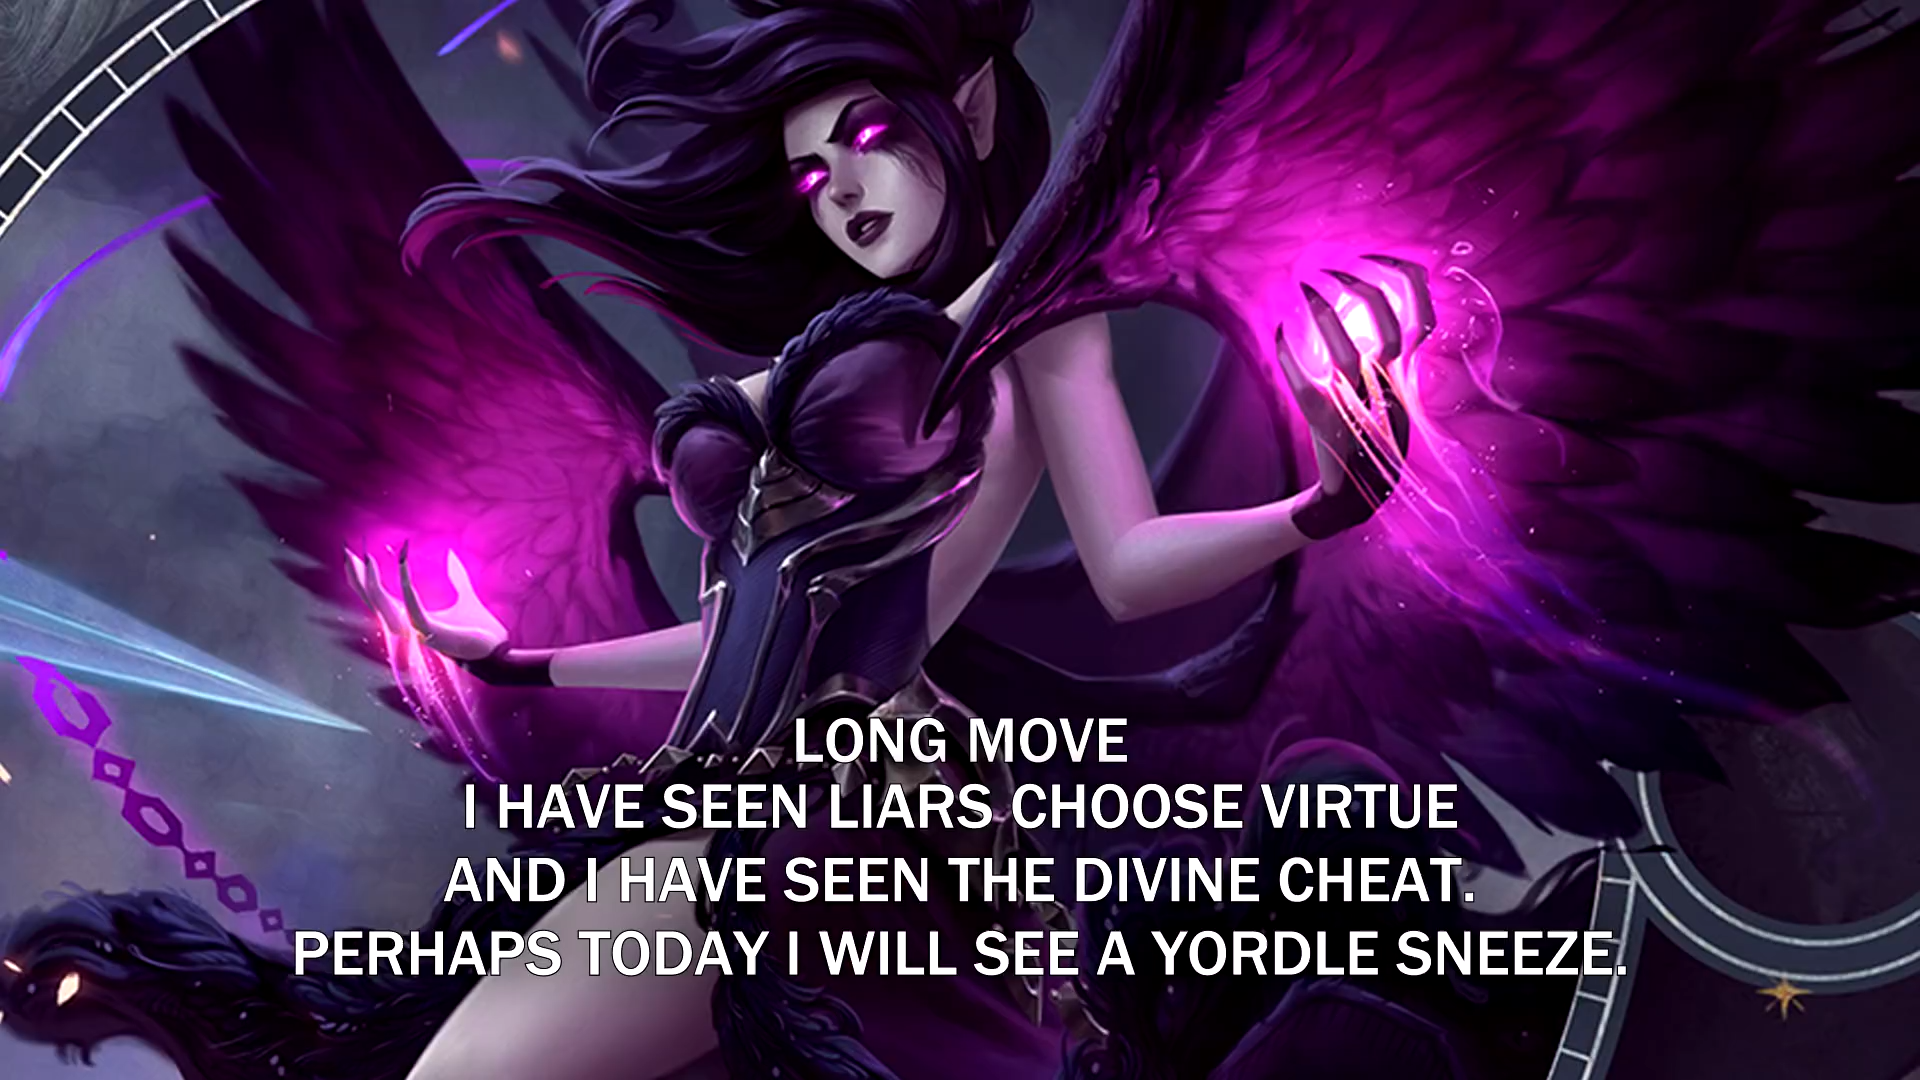 LONG MOVE
I HAVE SEEN LIARS CHOOSE VIRTUE
AND I HAVE SEEN THE DIVINE CHEAT.
PERHAPS TODAY I WILL SEE A YORDLE SNEEZE.